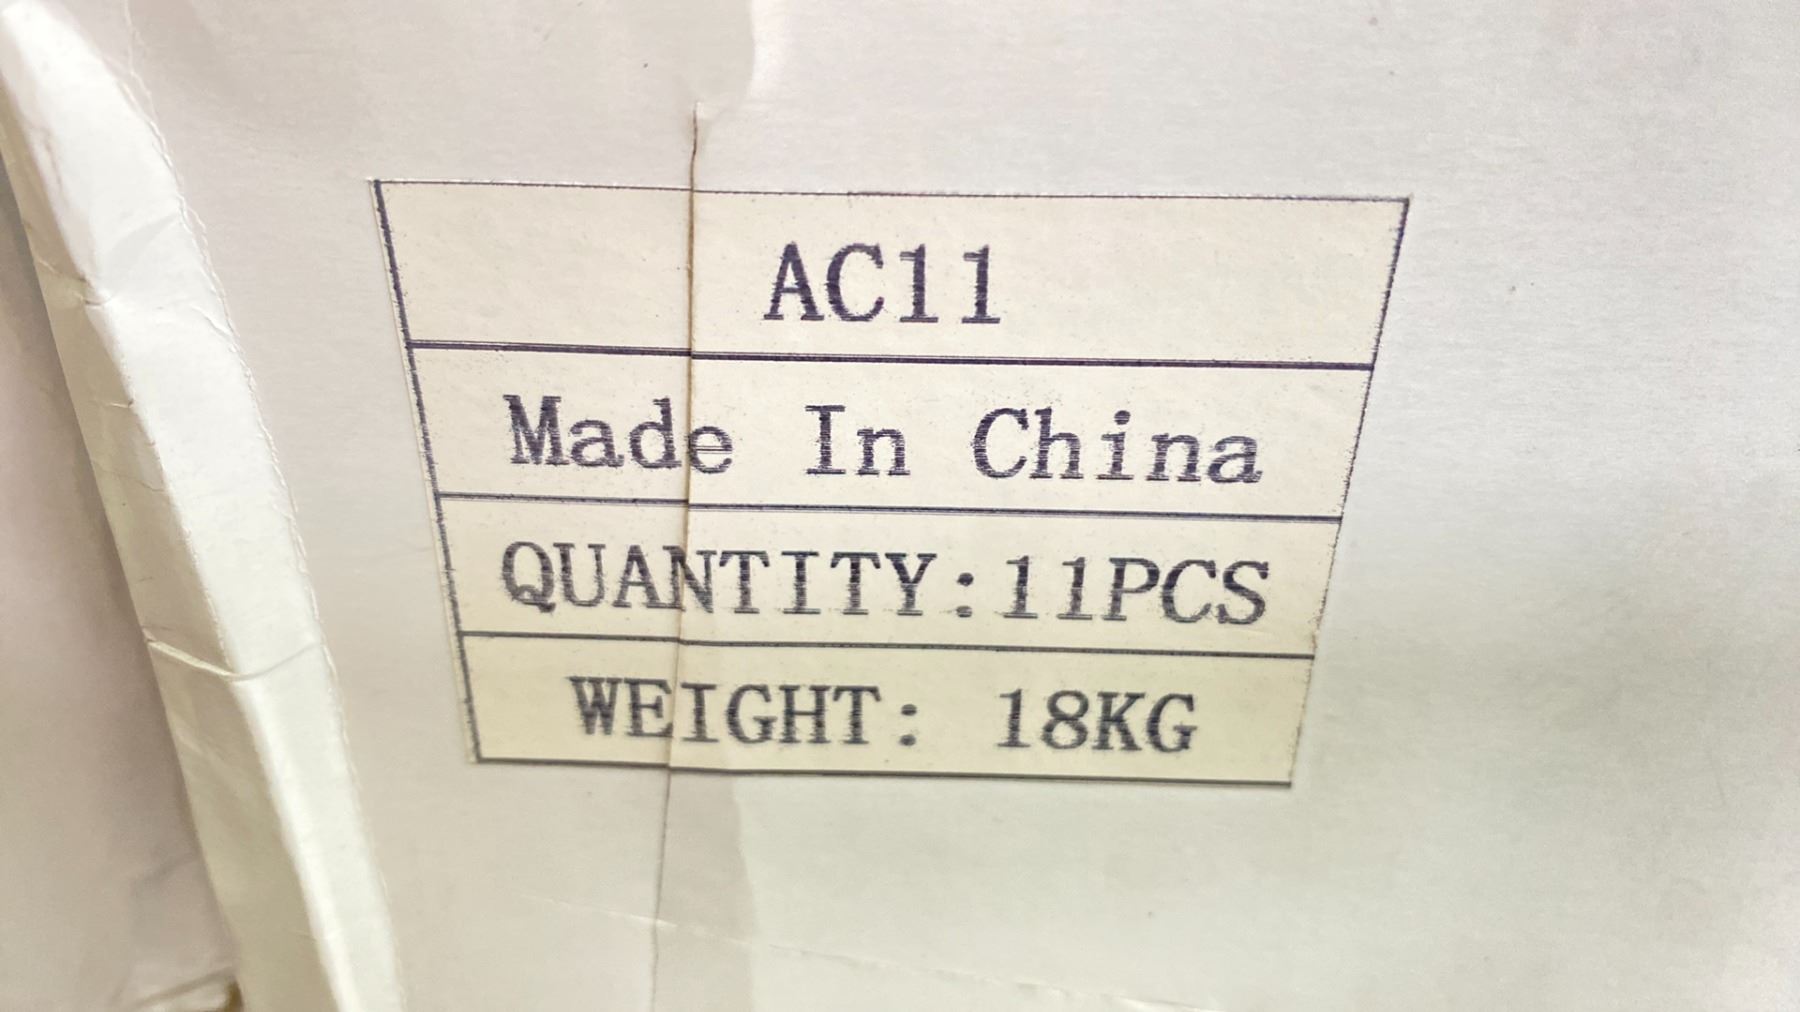 AC11
Made In China
QUANTITY:11PCS
WEIGHT: 18KG